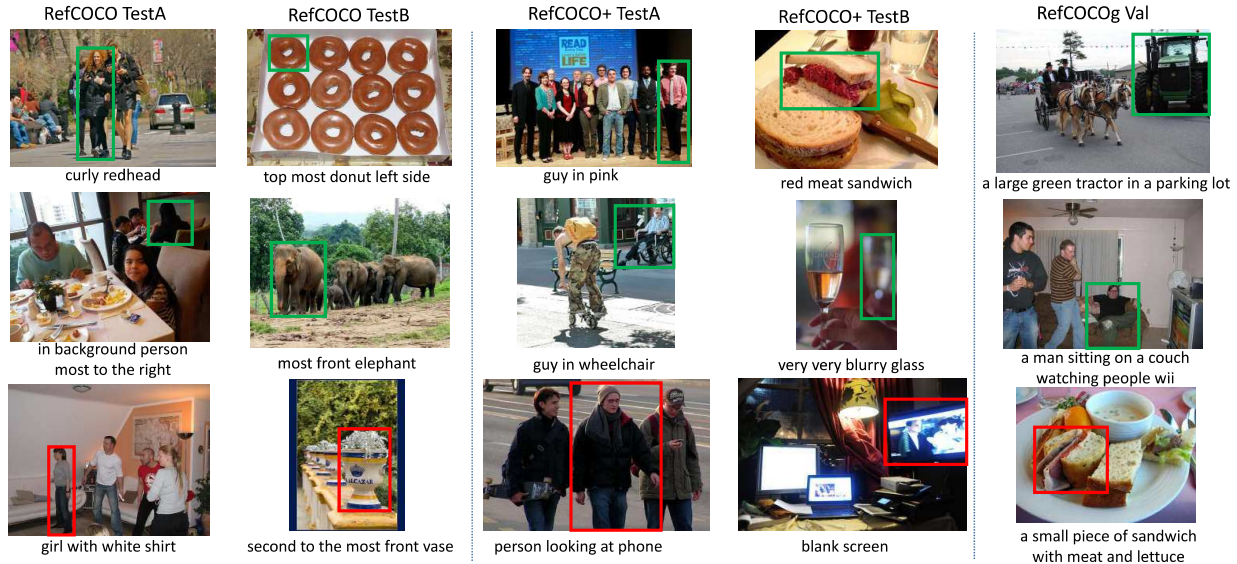 RefCOCO TestA
RefCOCO TestB
RefCOCO+ TestA
RefCOCO+ TestB
RefCOCOg Val
READ
LIFE
curly redhead
top most donut left side
guy in pink
red meat sandwich
a large green tractor in a parking lot
in background person
most to the right
most front elephant
guy in wheelchair
very very blurry glass
a man sitting on a couch
watching people wii
ALCAZAR
girl with white shirt
second to the most front vase
person looking at phone
blank screen
a small piece of sandwich
with meat and lettuce